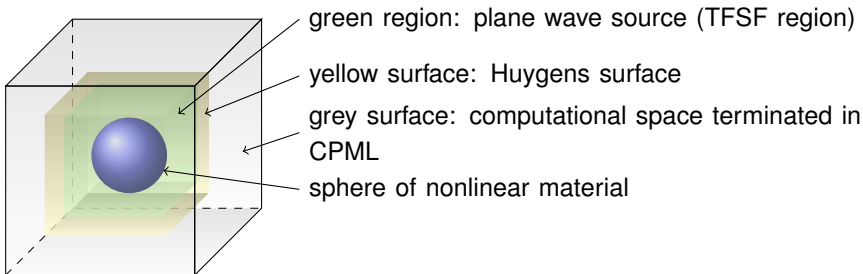 green region: plane wave source (TFSF region)
yellow surface: Huygens surface
grey surface: computational space terminated in
CPML
sphere of nonlinear material